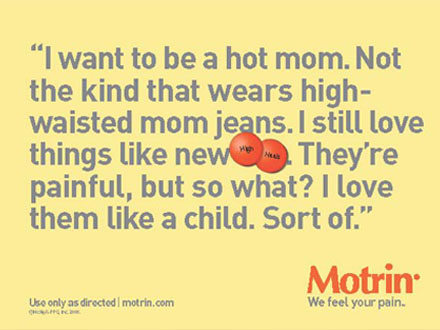 “I want to be a hot mom. Not
the kind that wears high-
waisted mom jeans. I still love
things like new High Heels. They’re
painful, but so what? I love
them like a child. Sort of.”
Motrin®
We feel your pain.
Use only as directed | motrin.com